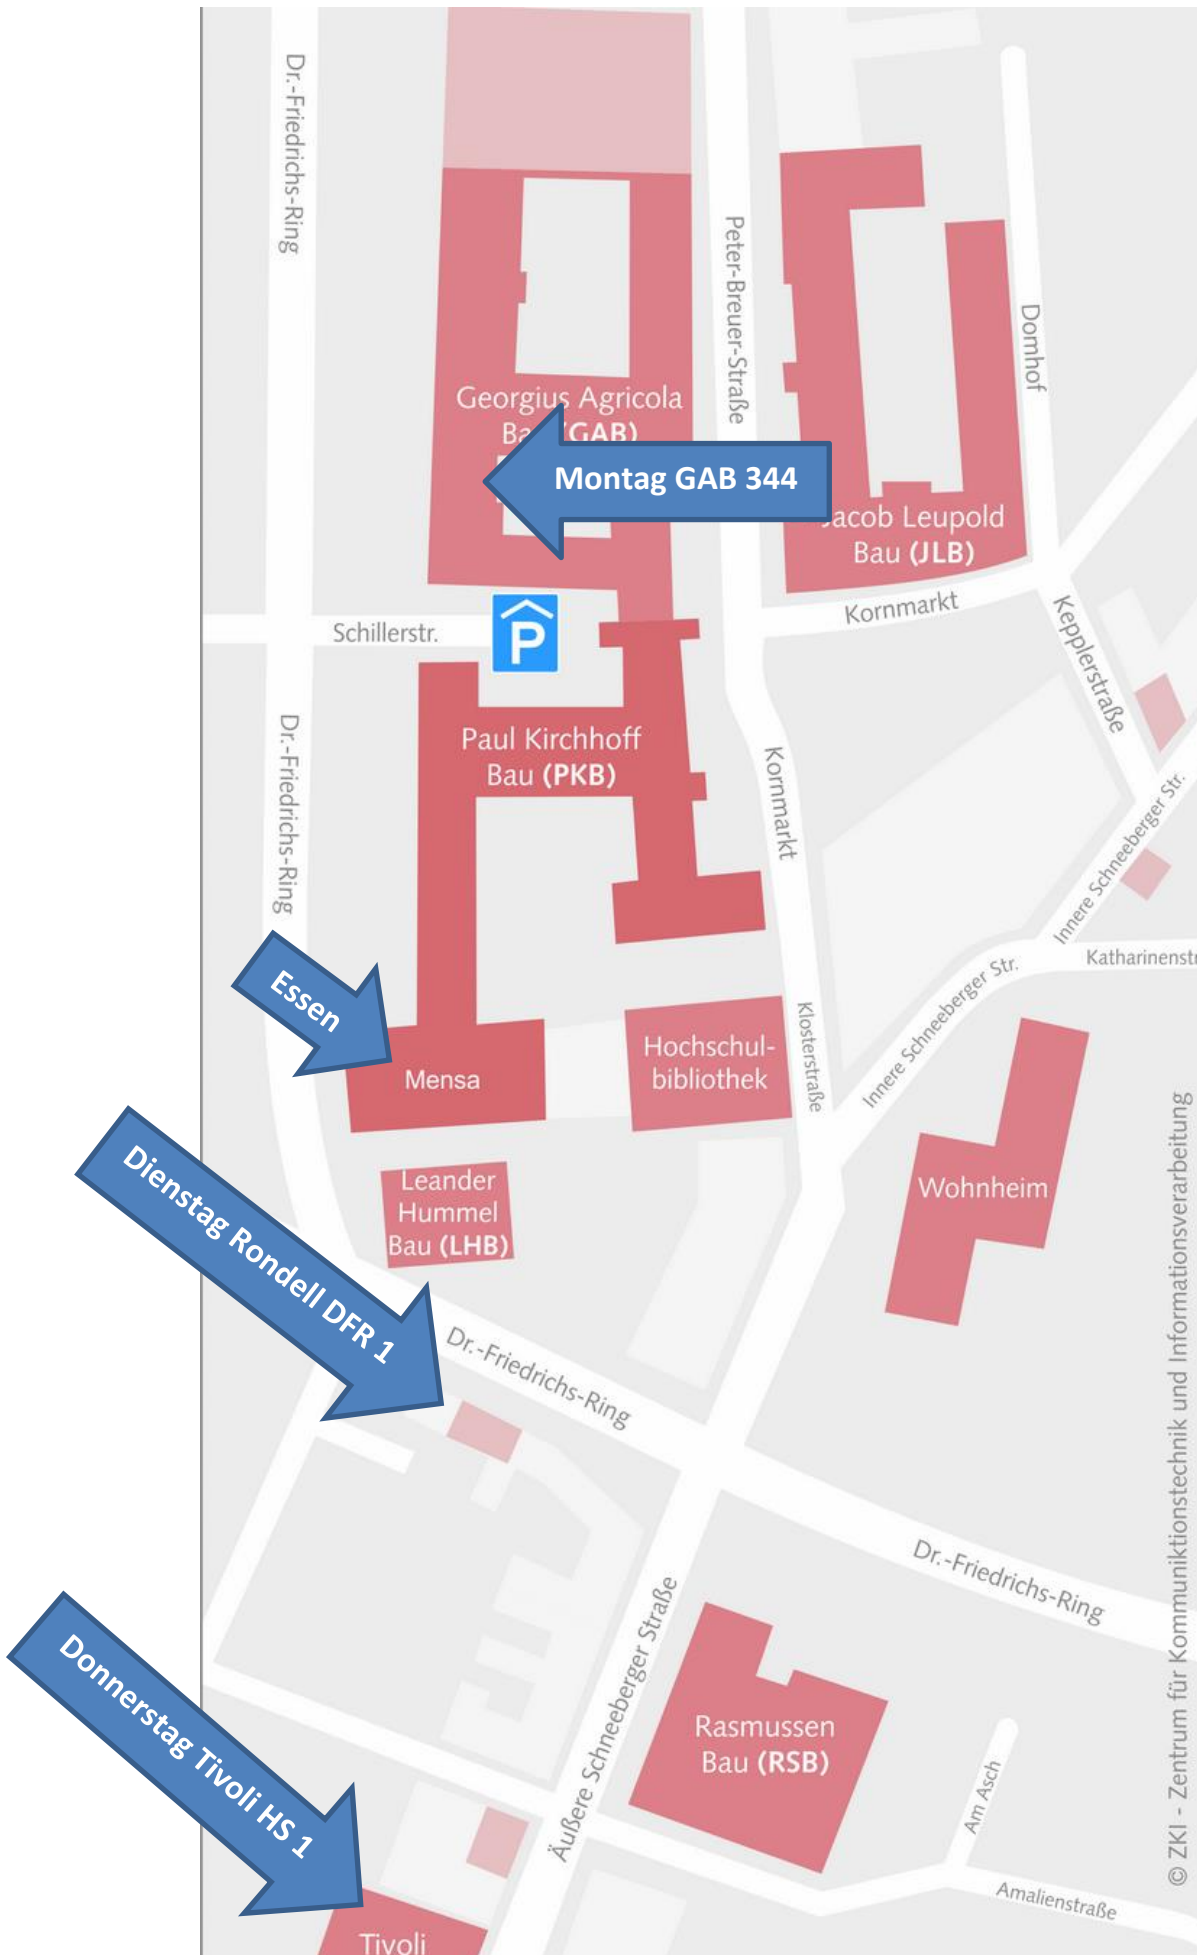 Dr.-Friedrichs-Ring
Peter-Breuer-Straße
Domhof
Georgius Agricola
Bau (GAB)
Montag GAB 344
Jacob Leupold
Bau (JLB)
Kornmarkt
Schillerstr.
P
Kepplerstraße
Dr.-Friedrichs-Ring
Paul Kirchhoff
Bau (PKB)
Kornmarkt
Innere Schneeberger Str.
Katharinenstr
Innere Schneeberger Str.
Essen
Mensa
Hochschul-
bibliothek
Klosterstraße
Dienstag Rondell DFR 1
Leander
Hummel
Bau (LHB)
Wohnheim
Dr.-Friedrichs-Ring
Dr.-Friedrichs-Ring
Äußere Schneeberger Straße
Donnerstag Tivoli HS 1
Rasmussen
Bau (RSB)
Am Asch
Amalienstraße
Tivoli
© ZKI - Zentrum für Kommuniktionstechnik und Informationsverarbeitung